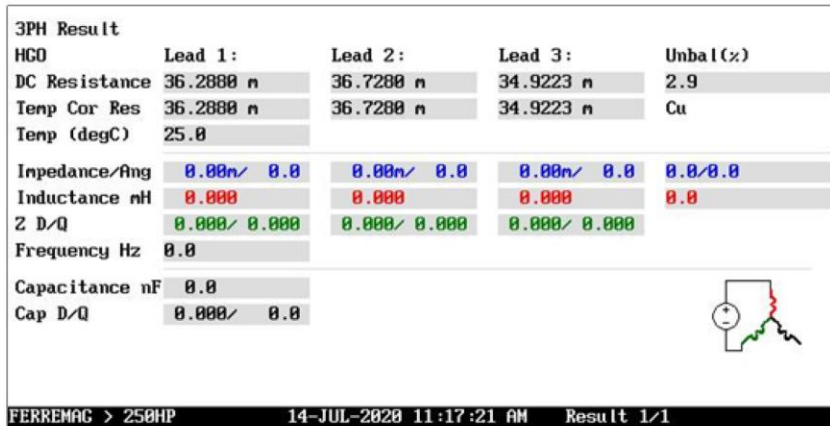 3PH Result
HGO Lead 1: Lead 2: Lead 3: Unbal(%)
DC Resistance 36.2880 m 36.7280 m 34.9223 m 2.9
Temp Cor Res 36.2880 m 36.7280 m 34.9223 m Cu
Temp (degC) 25.0
Impedance/Ang 0.00m/ 0.0 0.00m/ 0.0 0.00m/ 0.0 0.0/0.0
Inductance mH 0.000 0.000 0.000 0.0
Z D/Q 0.000/ 0.000 0.000/ 0.000 0.000/ 0.000
Frequency Hz 0.0
Capacitance nF 0.0
Cap D/Q 0.000/ 0.0
FERREMAG > 250HP 14-JUL-2020 11:17:21 AM Result 1/1